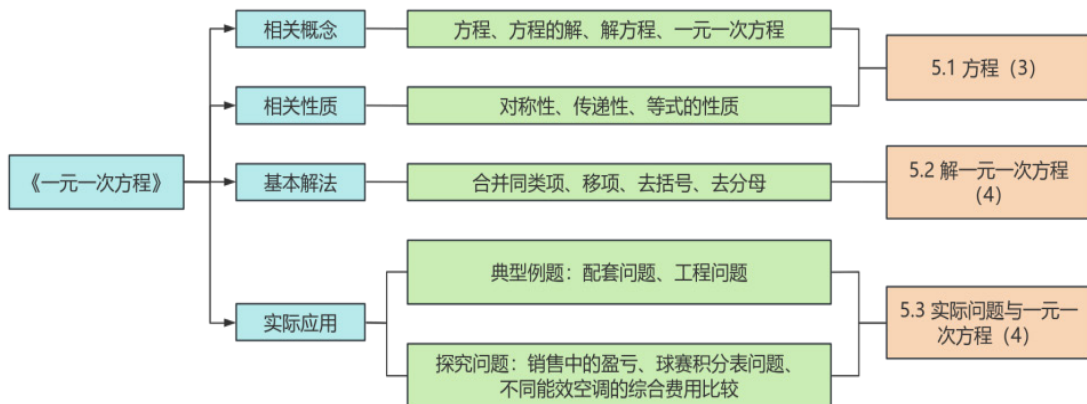 相关概念
方程、方程的解、解方程、一元一次方程
5.1 方程（3）
相关性质
对称性、传递性、等式的性质
《一元一次方程》
基本解法
合并同类项、移项、去括号、去分母
5.2 解一元一次方程
（4）
实际应用
典型例题：配套问题、工程问题
探究问题：销售中的盈亏、球赛积分表问题、
不同能效空调的综合费用比较
5.3 实际问题与一元一
次方程（4）